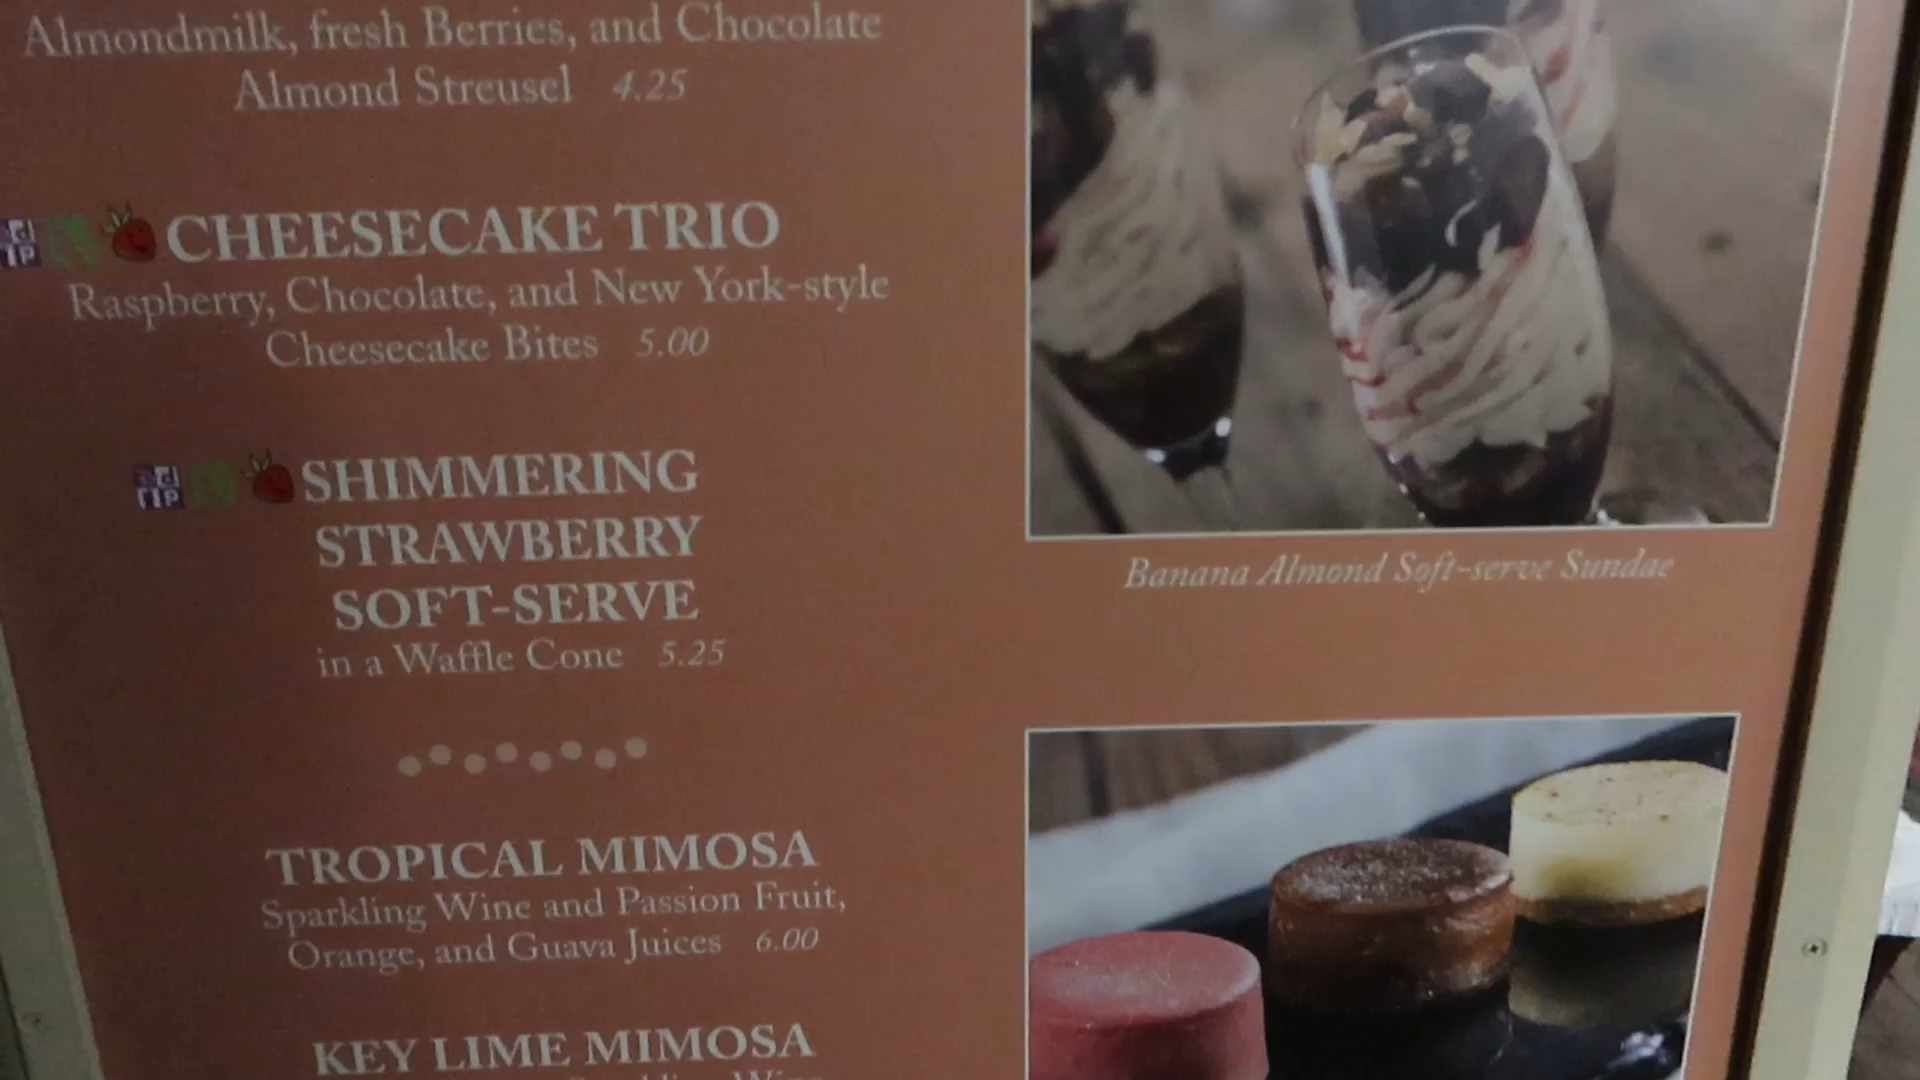 Almondmilk, fresh Berries, and Chocolate
Almond Streusel 4.25
CHEESECAKE TRIO
Raspberry, Chocolate, and New York-style
Cheesecake Bites 5.00
SHIMMERING
STRAWBERRY
SOFT-SERVE
in a Waffle Cone 5.25
TROPICAL MIMOSA
Sparkling Wine and Passion Fruit,
Orange, and Guava Juices 6.00
KEY LIME MIMOSA
Banana Almond Soft-serve Sundae